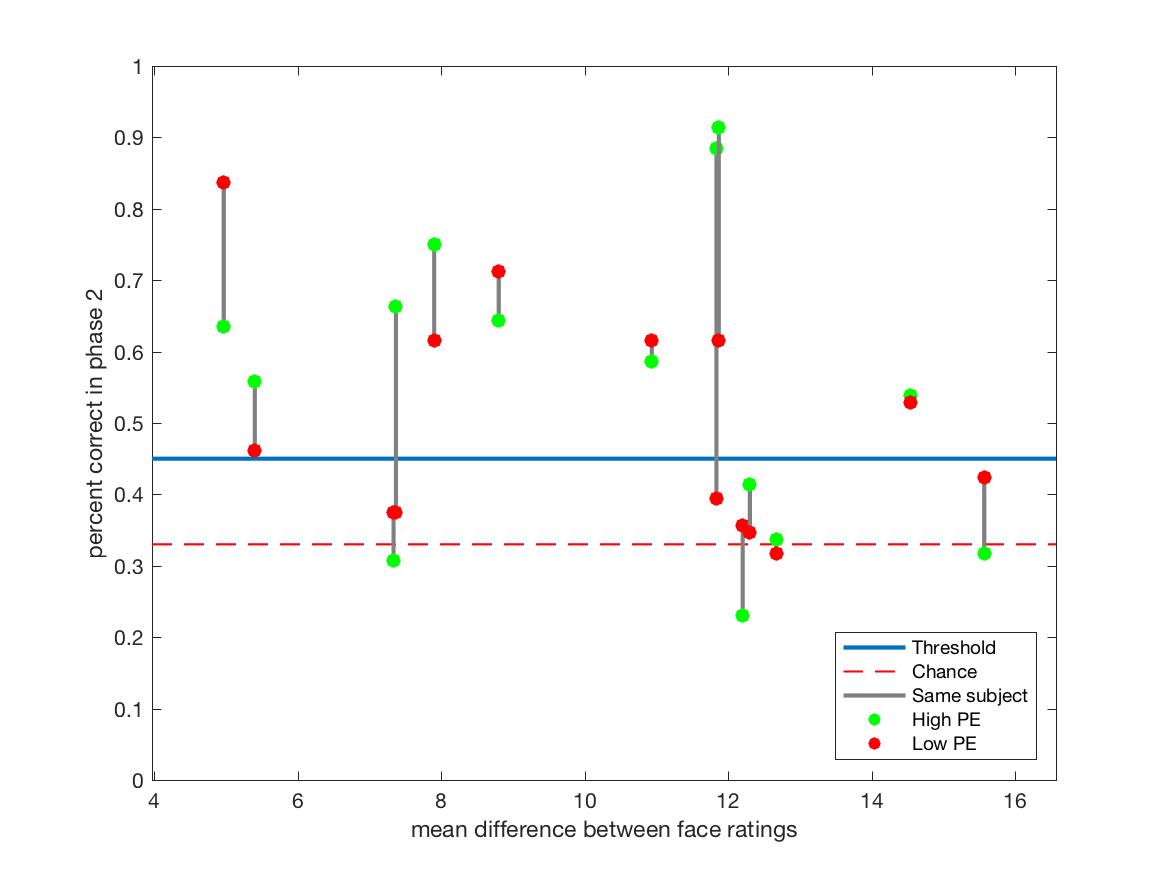 1
0.9
0.8
0.7
0.6
0.5
0.4
0.3
0.2
0.1
0
percent correct in phase 2
Threshold
Chance
Same subject
High PE
Low PE
4 6 8 10 12 14 16
mean difference between face ratings